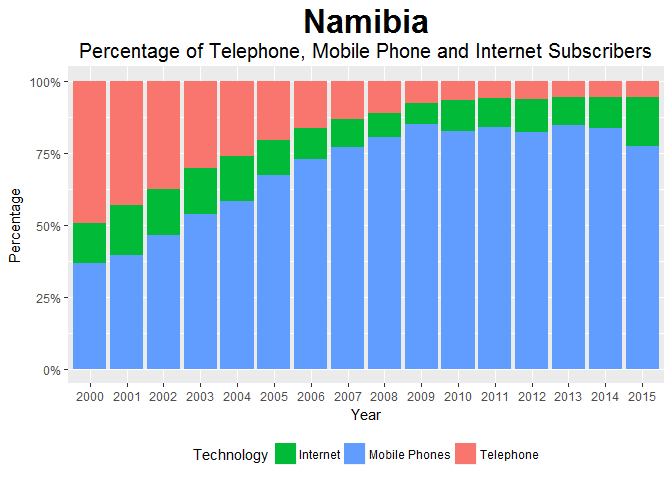 Namibia
Percentage of Telephone, Mobile Phone and Internet Subscribers
100%
75%
50%
25%
0%
Percentage
2000 2001 2002 2003 2004 2005 2006 2007 2008 2009 2010 2011 2012 2013 2014 2015
Year
Technology Internet Mobile Phones Telephone